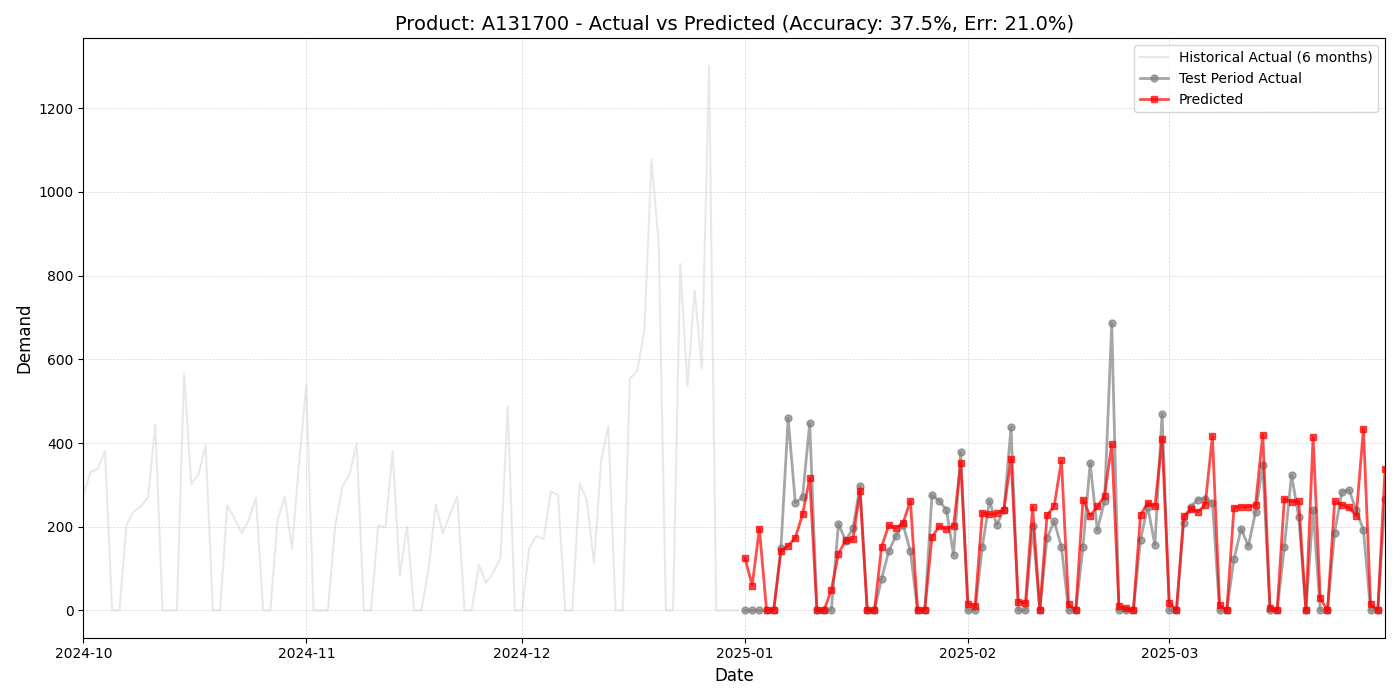 Product: A131700 - Actual vs Predicted (Accuracy: 37.5%, Err: 21.0%)
Historical Actual (6 months)
Test Period Actual
Predicted
Demand
1200
1000
800
600
400
200
0
2024-10
2024-11
2024-12
2025-01
2025-02
2025-03
Date